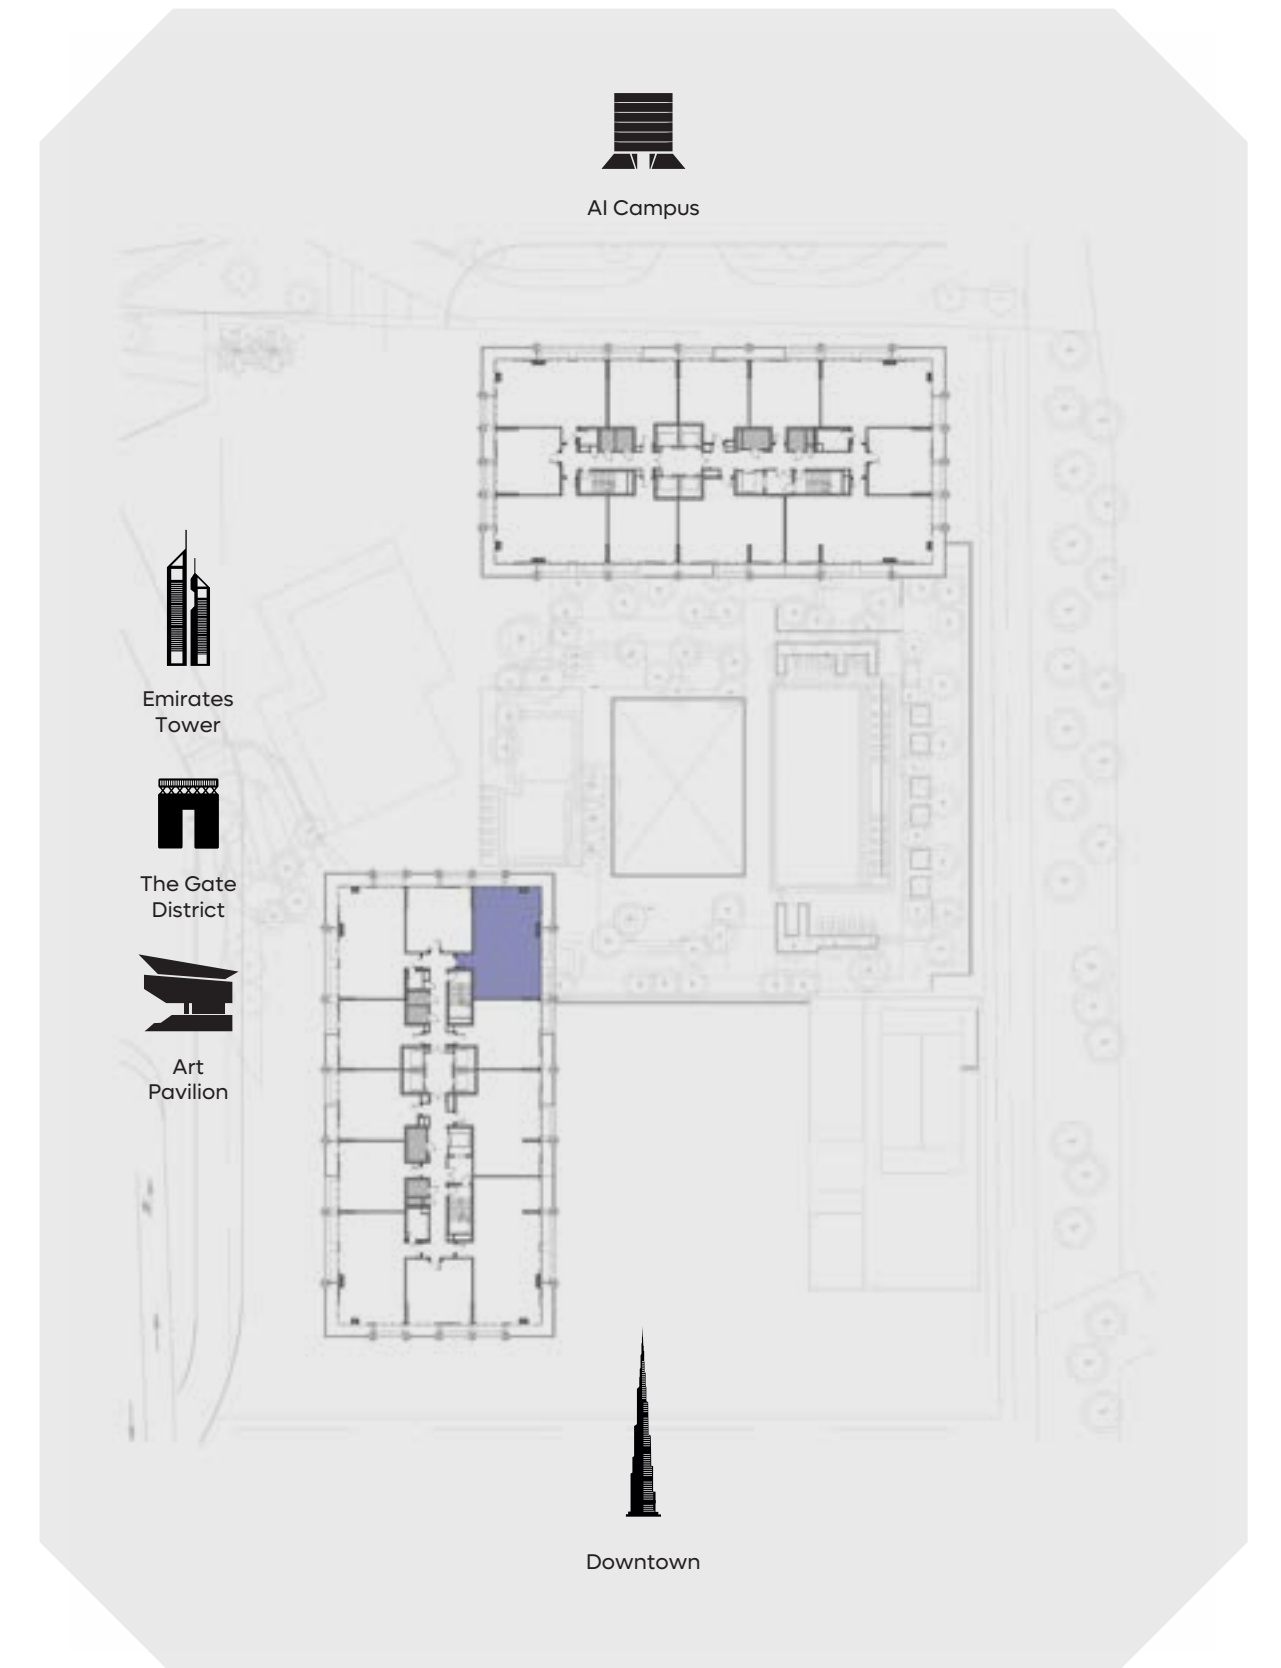 AI Campus
Emirates
Tower
The Gate
District
Art
Pavilion
Downtown